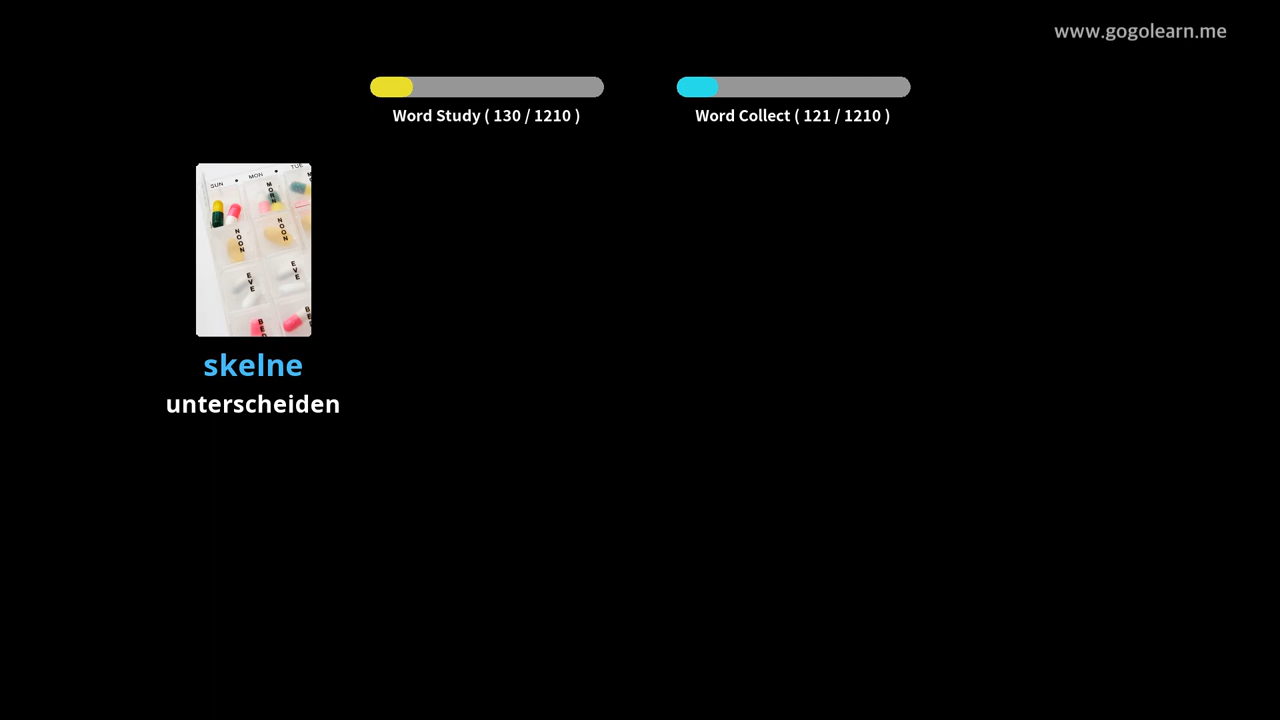 www.gogolearn.me
Word Study ( 130 / 1210 )
Word Collect ( 121 / 1210 )
SUN
MON
TUE
MORN
NOON
NOON
EVE
EVE
skelne
unterscheiden